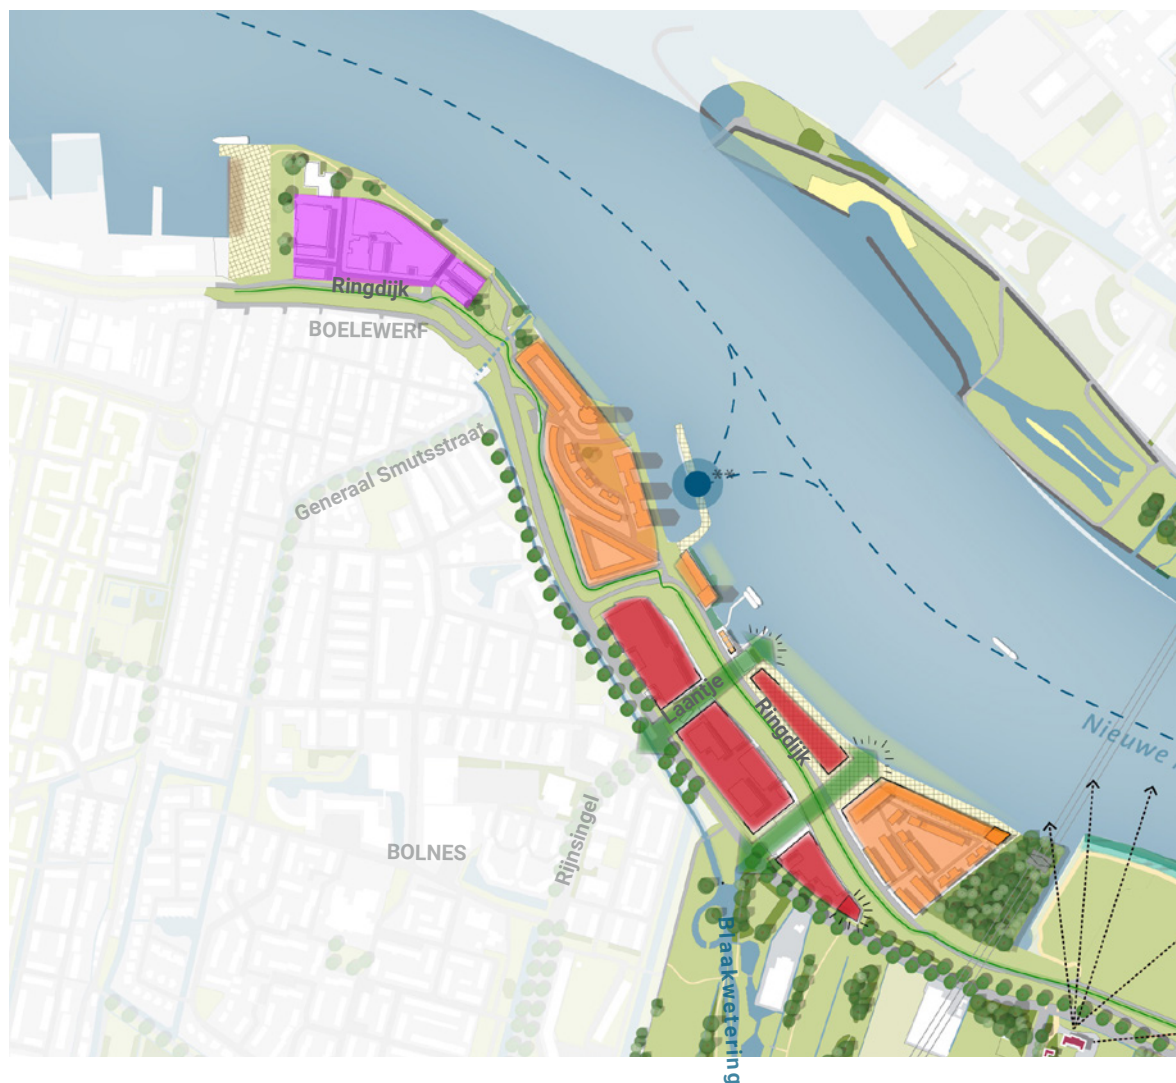 Ringdijk
BOELEWERF
Generaal Smutsstraat
**
Laantje
Ringdijk
Nieuwe
Rijnsingel
BOLNES
Blaakwetering